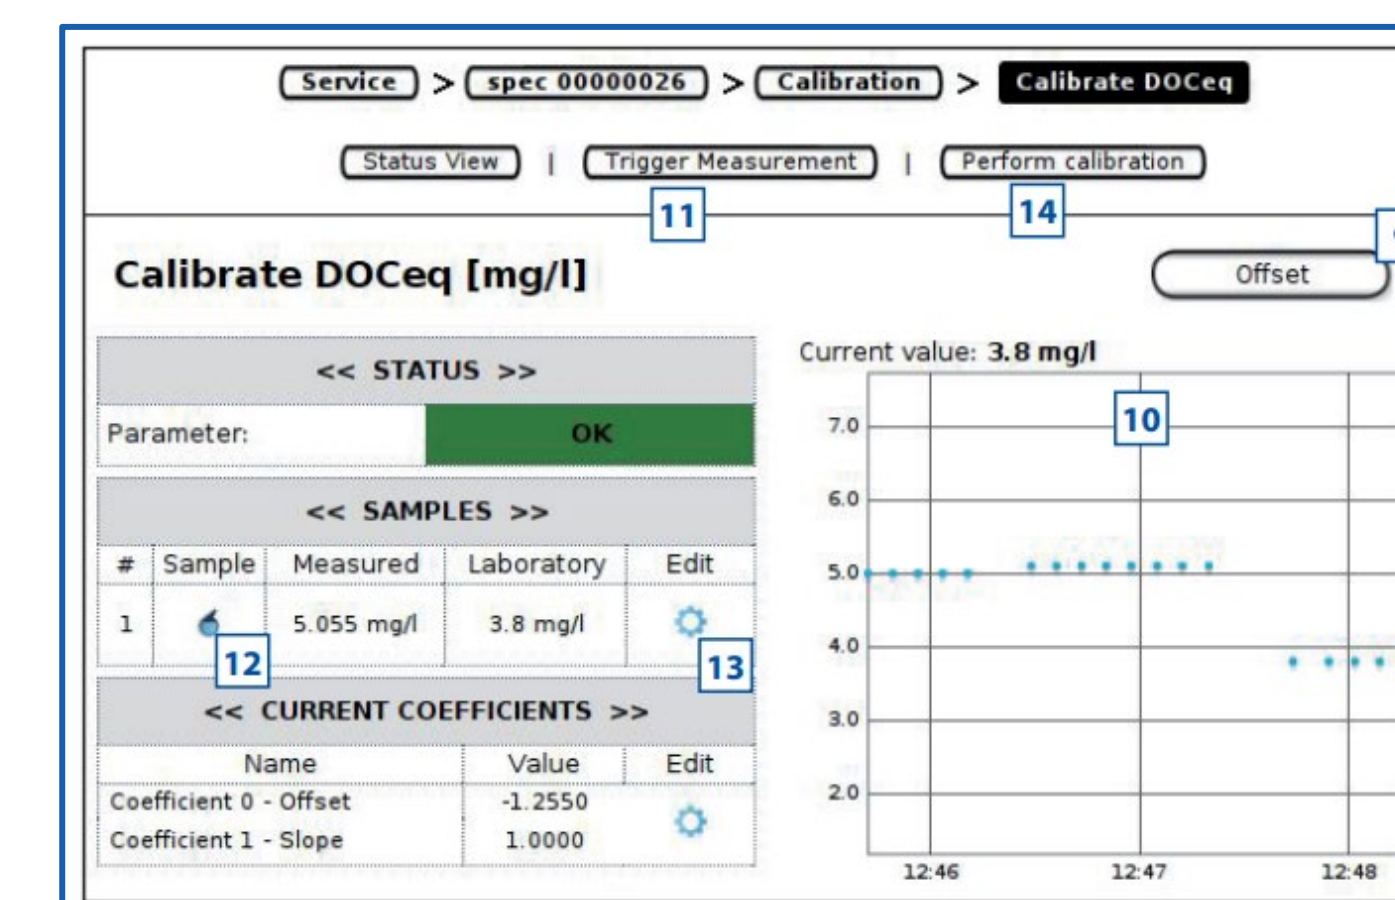 Service > spec 00000026 > Calibration > Calibrate DOCeq
Status View | Trigger Measurement | Perform calibration
11 14
Calibrate DOCeq [mg/l]
Offset
<< STATUS >>
Parameter: OK
<< SAMPLES >>
# Sample Measured Laboratory Edit
1 5.055 mg/l 3.8 mg/l
12 13
<< CURRENT COEFFICIENTS >>
Name Value Edit
Coefficient 0 - Offset -1.2550
Coefficient 1 - Slope 1.0000
Current value: 3.8 mg/l
10
7.0
6.0
5.0
4.0
3.0
2.0
12:46 12:47 12:48